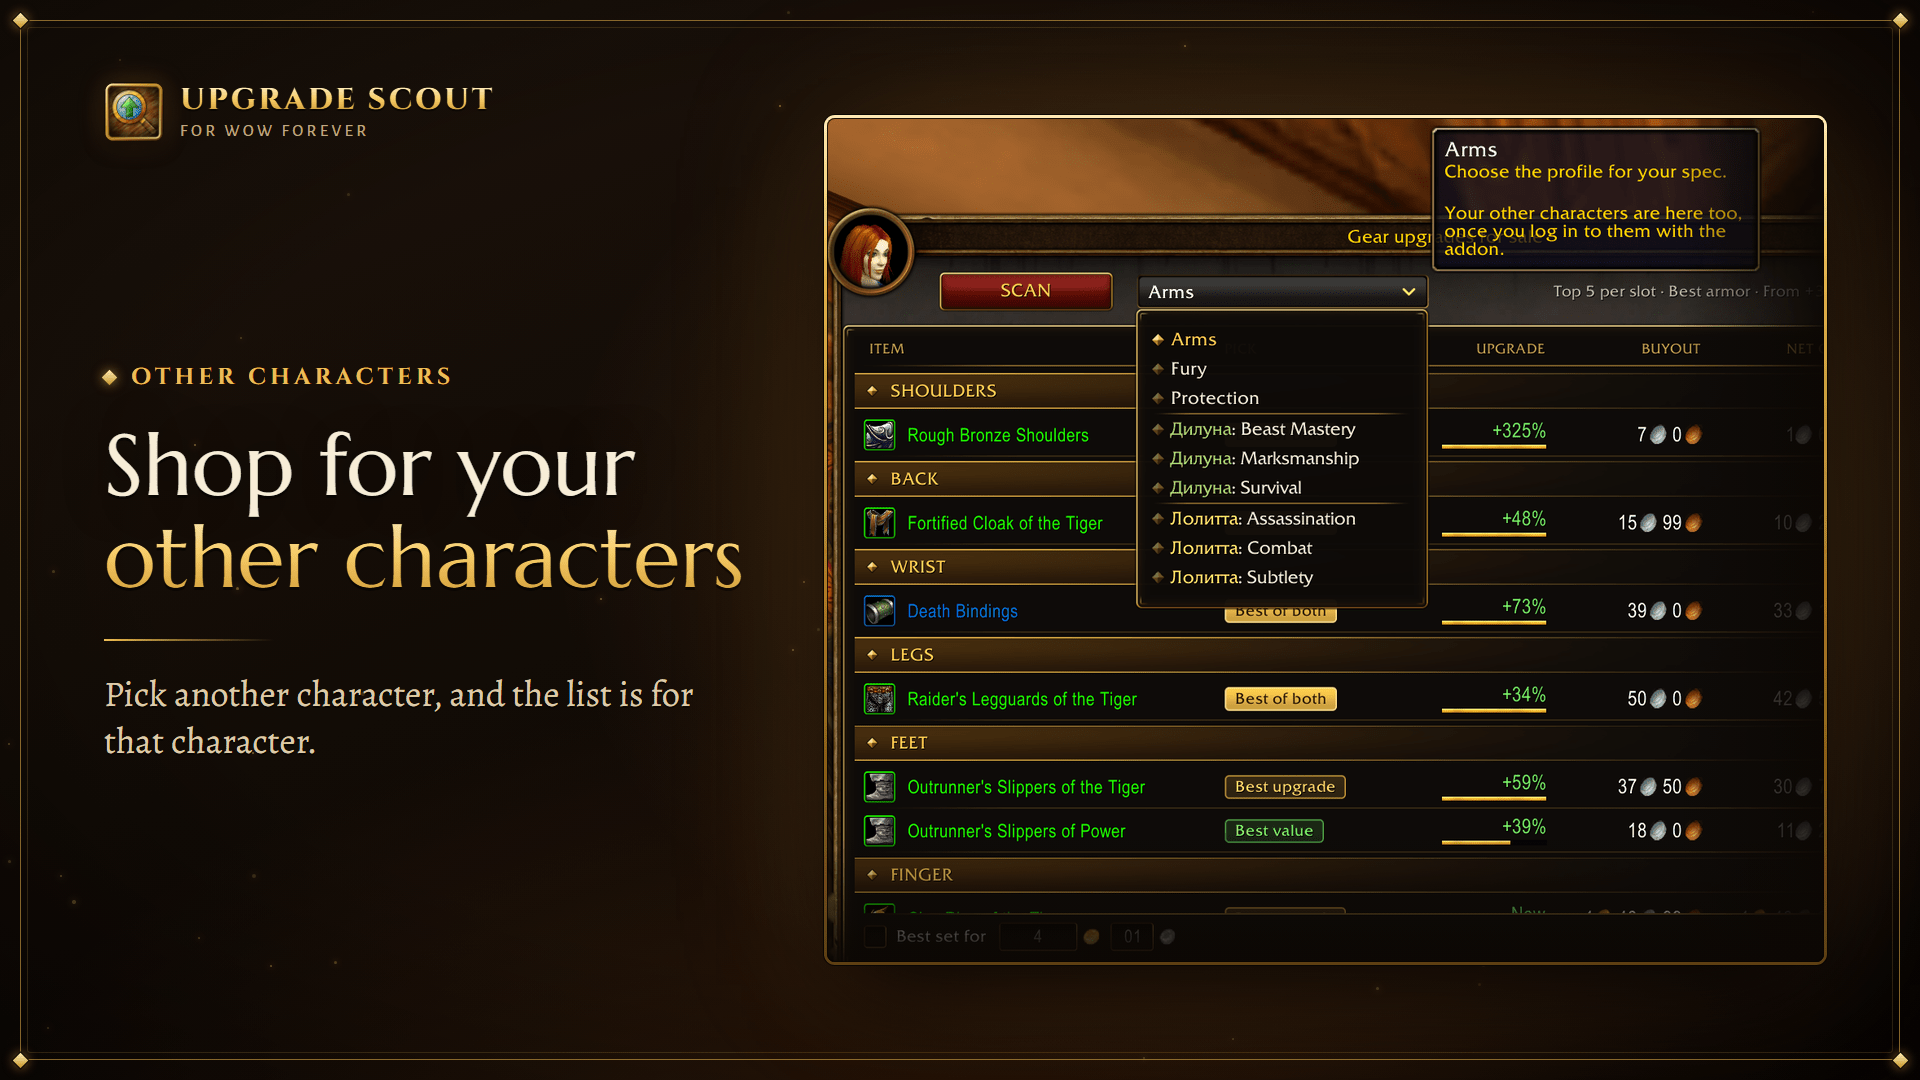 UPGRADE SCOUT
FOR WOW FOREVER
OTHER CHARACTERS
Shop for your
other characters
Pick another character, and the list is for
that character.
Arms
Choose the profile for your spec.
Your other characters are here too,
once you log in to them with the
addon.
Gear upgrades for sale
SCAN
Arms
Top 5 per slot · Best armor · From
ITEM
UPGRADE
BUYOUT
NET
Arms
Fury
Protection
Дилуна: Beast Mastery
Дилуна: Marksmanship
Дилуна: Survival
Лолитта: Assassination
Лолитта: Combat
Лолитта: Subtlety
SHOULDERS
Rough Bronze Shoulders
+325%
7 0
BACK
Fortified Cloak of the Tiger
+48%
15 99
10
WRIST
Death Bindings
Best of both
+73%
39 0
33
LEGS
Raider's Legguards of the Tiger
Best of both
+34%
50 0
42
FEET
Outrunner's Slippers of the Tiger
Best upgrade
+59%
37 50
30
Outrunner's Slippers of Power
Best value
+39%
18 0
11
FINGER
New
Best set for
4
01